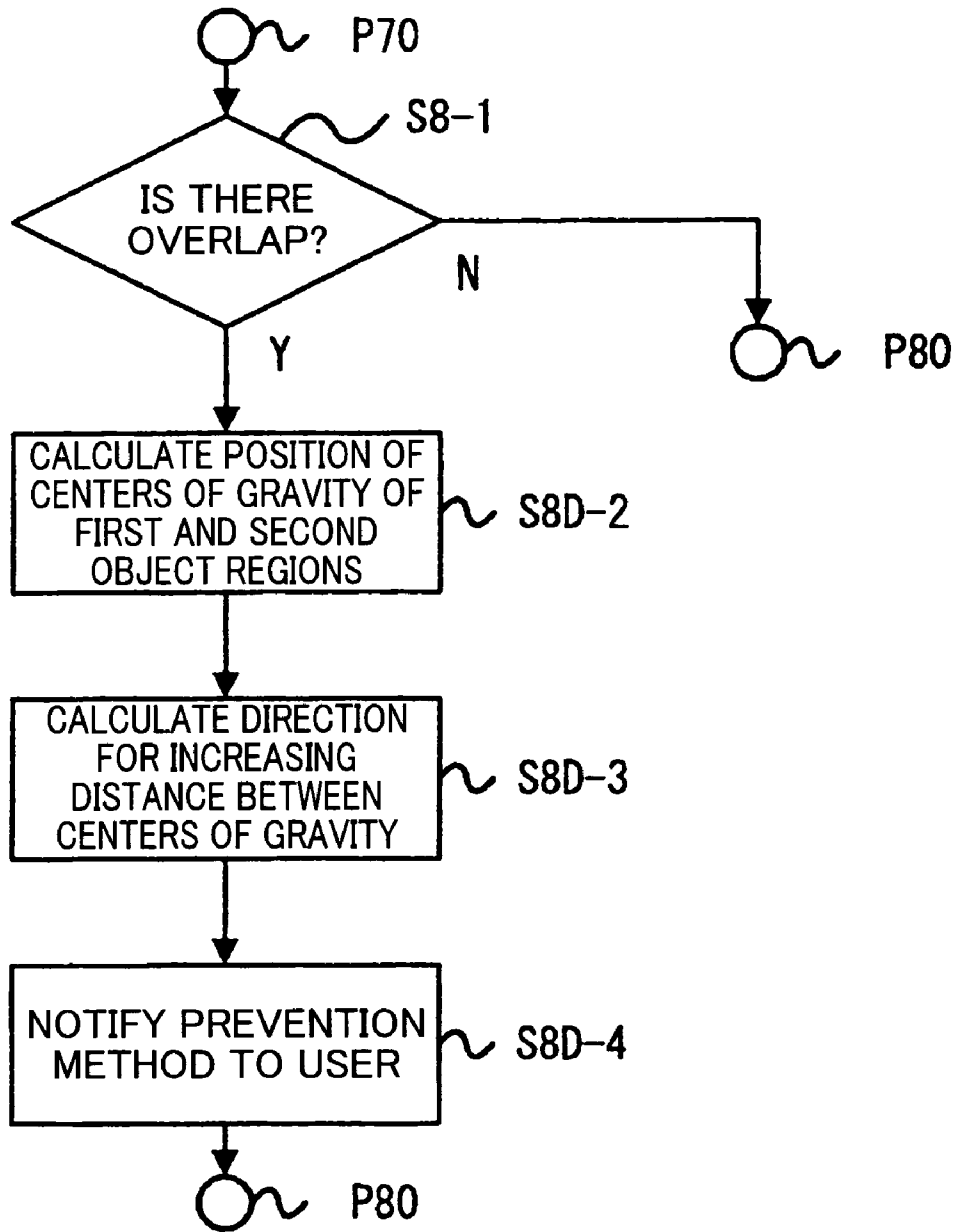 P70
S8-1
IS THERE
OVERLAP?
N
Y
P80
CALCULATE POSITION OF
CENTERS OF GRAVITY OF
FIRST AND SECOND
OBJECT REGIONS
S8D-2
CALCULATE DIRECTION
FOR INCREASING
DISTANCE BETWEEN
CENTERS OF GRAVITY
S8D-3
NOTIFY PREVENTION
METHOD TO USER
S8D-4
P80